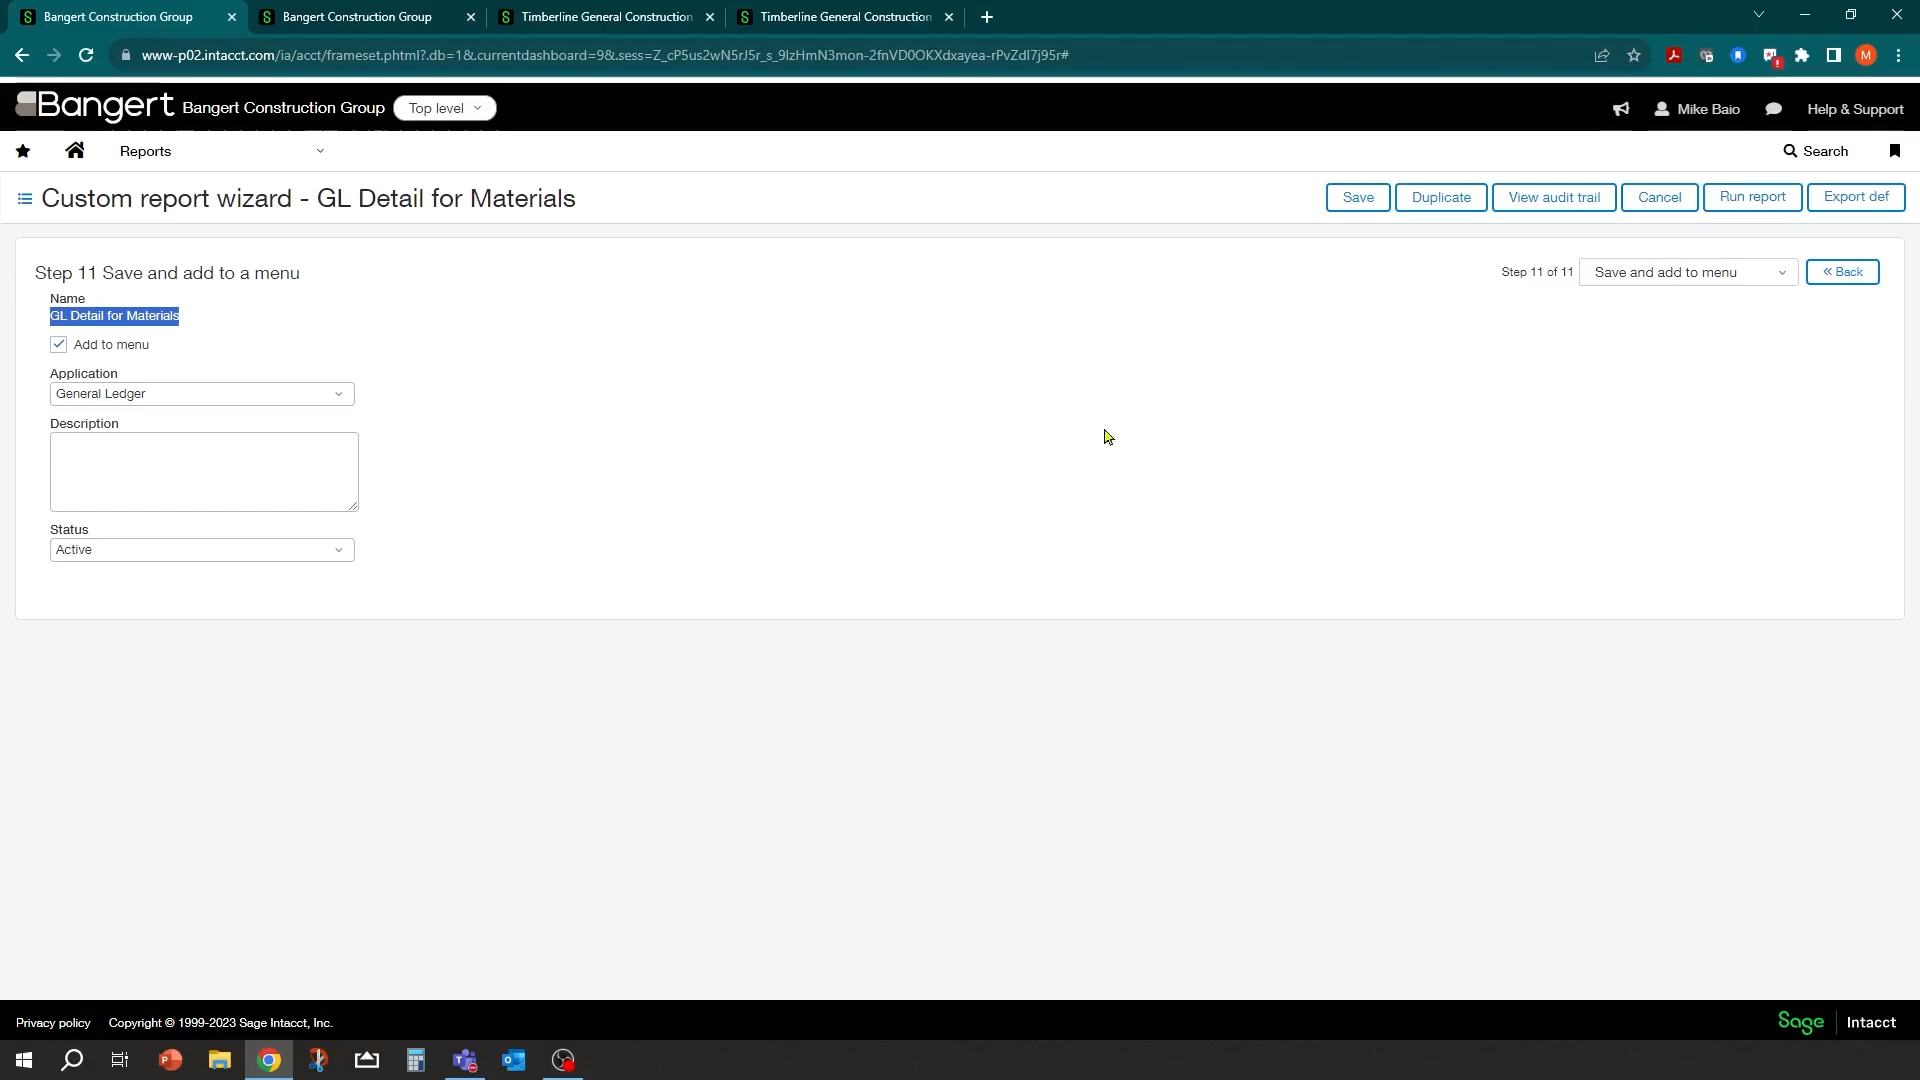 Bangert Construction Group
Bangert Construction Group
Timberline General Construction
Timberline General Construction
www-p02.intacct.com/ia/acct/frameset.phtml?.db=1&.currentdashboard=9&.sess=Z_cP5us2wN5rJ5r_s_9lzHmN3mon-2fnVD0OKXdxayea-rPvZdl7j95r#
M
Bangert Bangert Construction Group Top level
Mike Baio Help & Support
Reports
Search
Custom report wizard - GL Detail for Materials
Save Duplicate View audit trail Cancel Run report Export def
Step 11 Save and add to a menu
Step 11 of 11 Save and add to menu « Back
Name
GL Detail for Materials
Add to menu
Application
General Ledger
Description
Status
Active
Privacy policy Copyright © 1999-2023 Sage Intacct, Inc.
Sage Intacct